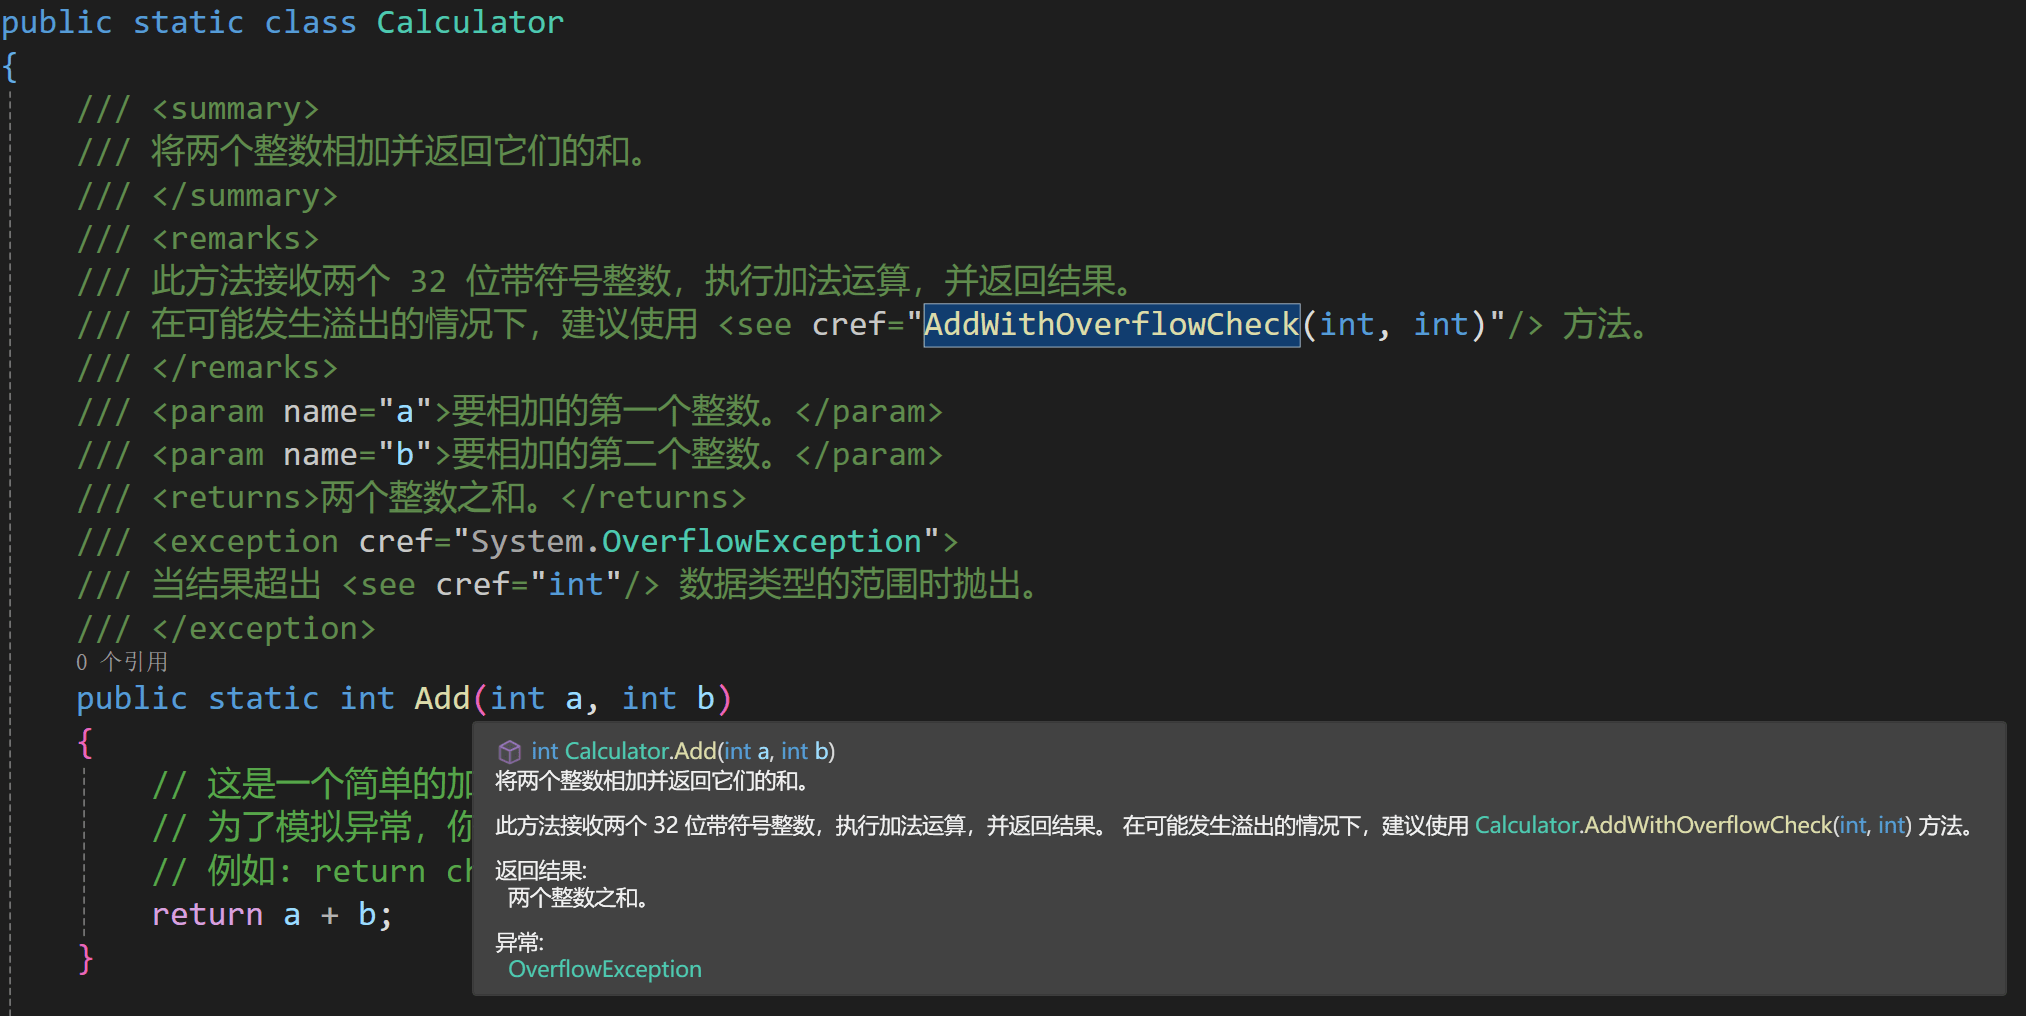 public static class Calculator
{
/// <summary>
/// 将两个整数相加并返回它们的和。
/// </summary>
/// <remarks>
/// 此方法接收两个 32 位带符号整数，执行加法运算，并返回结果。
/// 在可能发生溢出的情况下，建议使用 <see cref="AddWithOverflowCheck(int, int)"/> 方法。
/// </remarks>
/// <param name="a">要相加的第一个整数。</param>
/// <param name="b">要相加的第二个整数。</param>
/// <returns>两个整数之和。</returns>
/// <exception cref="System.OverflowException">
/// 当结果超出 <see cref="int"/> 数据类型的范围时抛出。
/// </exception>
0 个引用
public static int Add(int a, int b)
{
// 这是一个简单的加
// 为了模拟异常，你
// 例如: return ch
return a + b;
}
int Calculator.Add(int a, int b)
将两个整数相加并返回它们的和。
此方法接收两个 32 位带符号整数，执行加法运算，并返回结果。 在可能发生溢出的情况下，建议使用 Calculator.AddWithOverflowCheck(int, int) 方法。
返回结果:
两个整数之和。
异常:
OverflowException